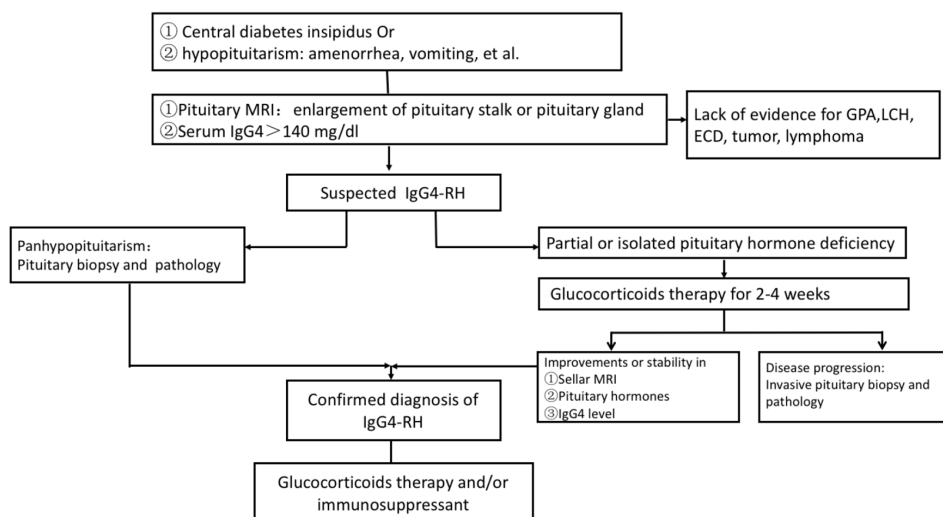 ① Central diabetes insipidus Or
② hypopituitarism: amenorrhea, vomiting, et al.
①Pituitary MRI：enlargement of pituitary stalk or pituitary gland
②Serum IgG4＞140 mg/dl
Lack of evidence for GPA,LCH,
ECD, tumor, lymphoma
Suspected IgG4-RH
Panhypopituitarism：
Pituitary biopsy and pathology
Partial or isolated pituitary hormone deficiency
Glucocorticoids therapy for 2-4 weeks
Improvements or stability in
①Sellar MRI
②Pituitary hormones
③IgG4 level
Disease progression:
Invasive pituitary biopsy and
pathology
Confirmed diagnosis of
IgG4-RH
Glucocorticoids therapy and/or
immunosuppressant